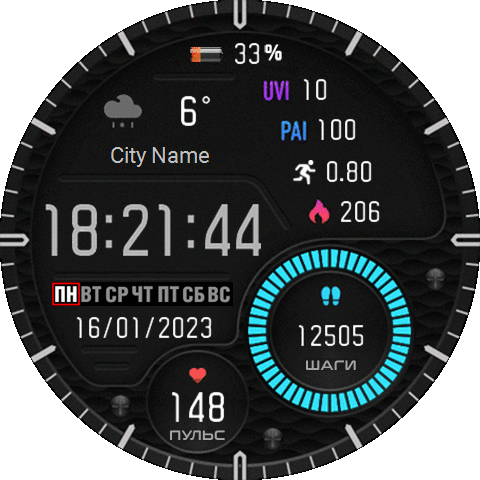 33%
UVI 10
6°
PAI 100
City Name
0.80
206
18:21:44
ПН ВТ СР ЧТ ПТ СБ ВС
16/01/2023
12505
ШАГИ
148
ПУЛЬС